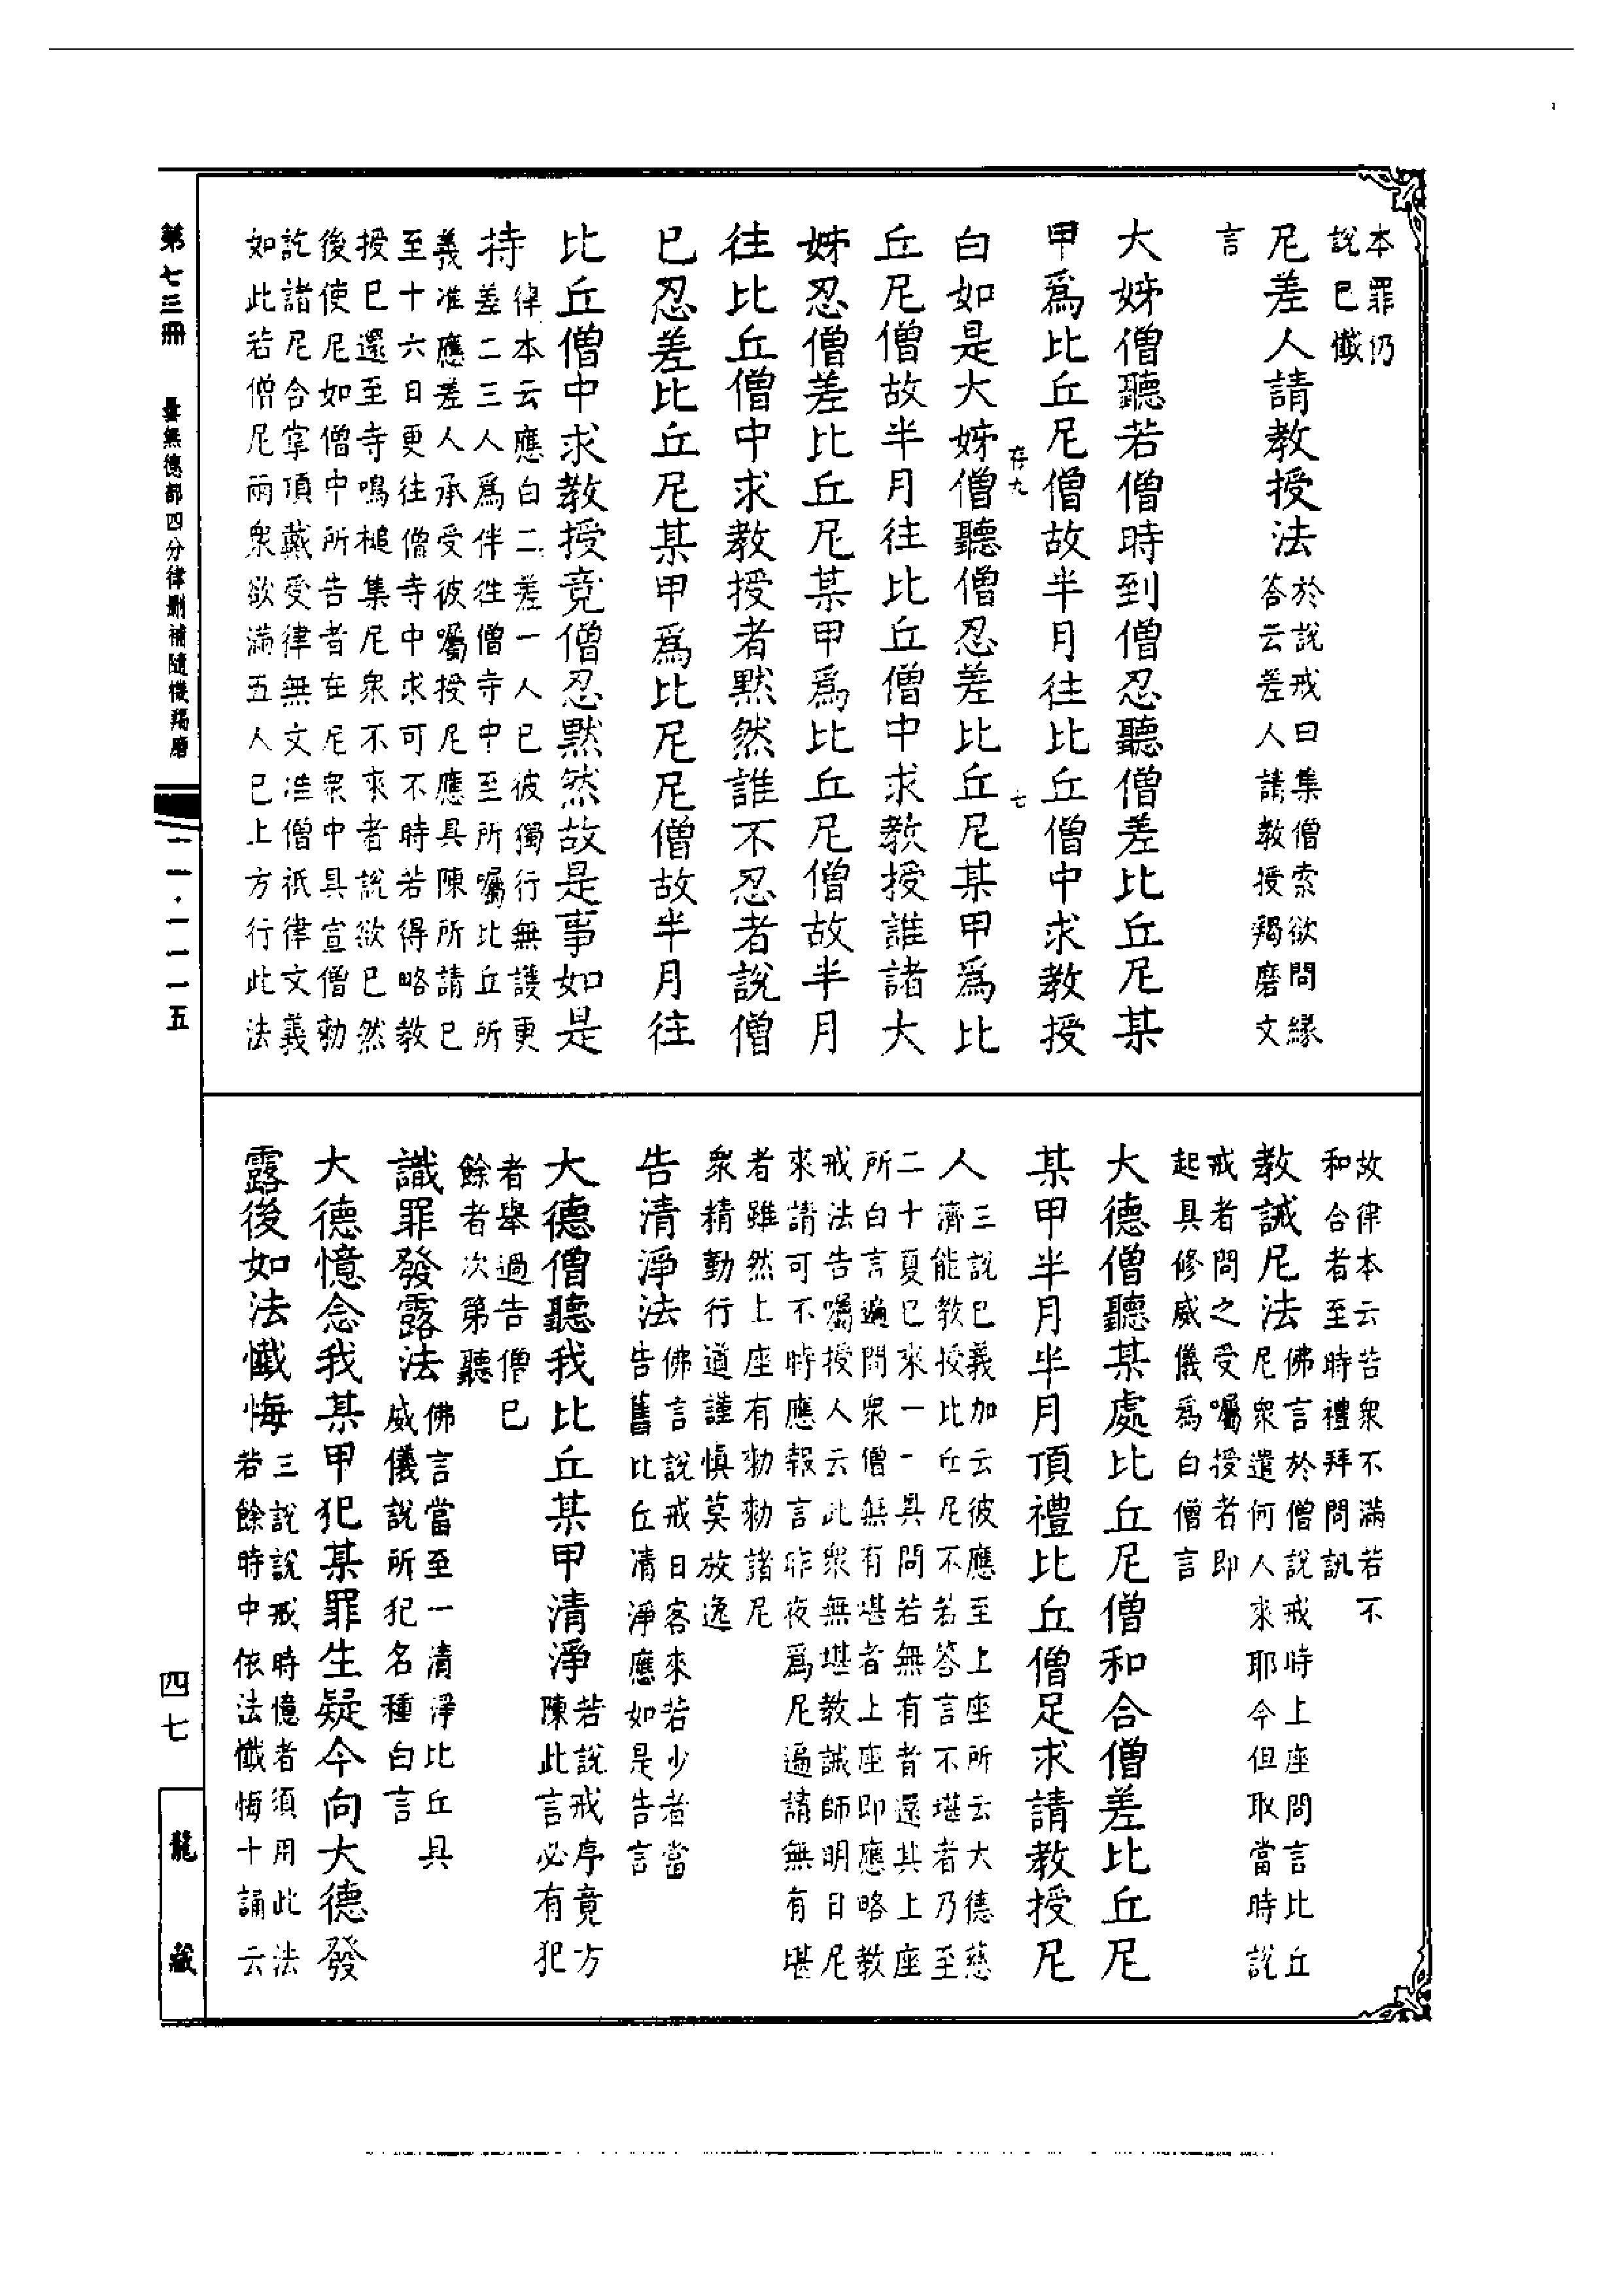 本罪仍
說已懺
尼差人請教授法於說戒日集僧索欲問緣
答云差人請教授羯磨文
言
大姊僧聽若僧時到僧忍聽僧差比丘尼某
甲爲比丘尼僧故半月往比丘僧中求教授
存九
七
白如是大姊僧聽僧忍差比丘尼某甲爲比
丘尼僧故半月往比丘僧中求教授誰諸大
姊忍僧差比丘尼某甲爲比丘尼僧故半月
往比丘僧中求教授者默然誰不忍者說僧
已忍差比丘尼某甲爲比尼尼僧故半月往
比丘僧中求教授竟僧忍默然故是事如是
持律本云應白二差一人已彼獨行無護更
差二三人爲伴往僧寺中至所囑比丘所
義准應差人承受彼囑授尼應具陳所請已
至十六日更往僧寺中求可不時若得略教
授已還至寺鳴槌集尼衆不來者說欲已然
後使尼如僧中所告者在尼衆中具宣僧勑
訖諸尼合掌頂戴受律無文准僧祇律文義
如此若僧尼兩衆欲滿五人已上方行此法
故律本云若衆不滿若不
和合者至時禮拜問訊
教誡尼法佛言於僧說戒時上座問言比丘
尼衆遣何人來耶今但取當時說
戒者問之受囑授者即
起具修威儀爲白僧言
大德僧聽某處比丘尼僧和合僧差比丘尼
某甲半月半月頂禮比丘僧足求請教授尼
人三說已義加云彼應至上座所云大德慈
濟能教授比丘尼不若答言不堪者乃至
二十夏已來一一具問若無有者還其上座
所白言遍問衆僧無有堪者上座即應略教
戒法告囑授人云此衆無堪教誡師明日尼
來請可不時應報言昨夜爲尼遍請無有堪
者雖然上座有勑勑諸尼
衆精勤行道謹慎莫放逸
告清淨法佛言說戒日客來若少者當
告舊比丘清淨應如是告言
大德僧聽我比丘某甲清淨若說戒序竟方
陳此言必有犯
者舉過告僧已
餘者次第聽
識罪發露法佛言當至一清淨比丘具
威儀說所犯名種白言
大德憶念我某甲犯某罪生疑今向大德發
露後如法懺悔三說說戒時憶者須用此法
若餘時中依法懺悔十誦云
第七三冊
曇無德部四分律刪補隨機羯磨
一一一·一一一五
四七
龍藏